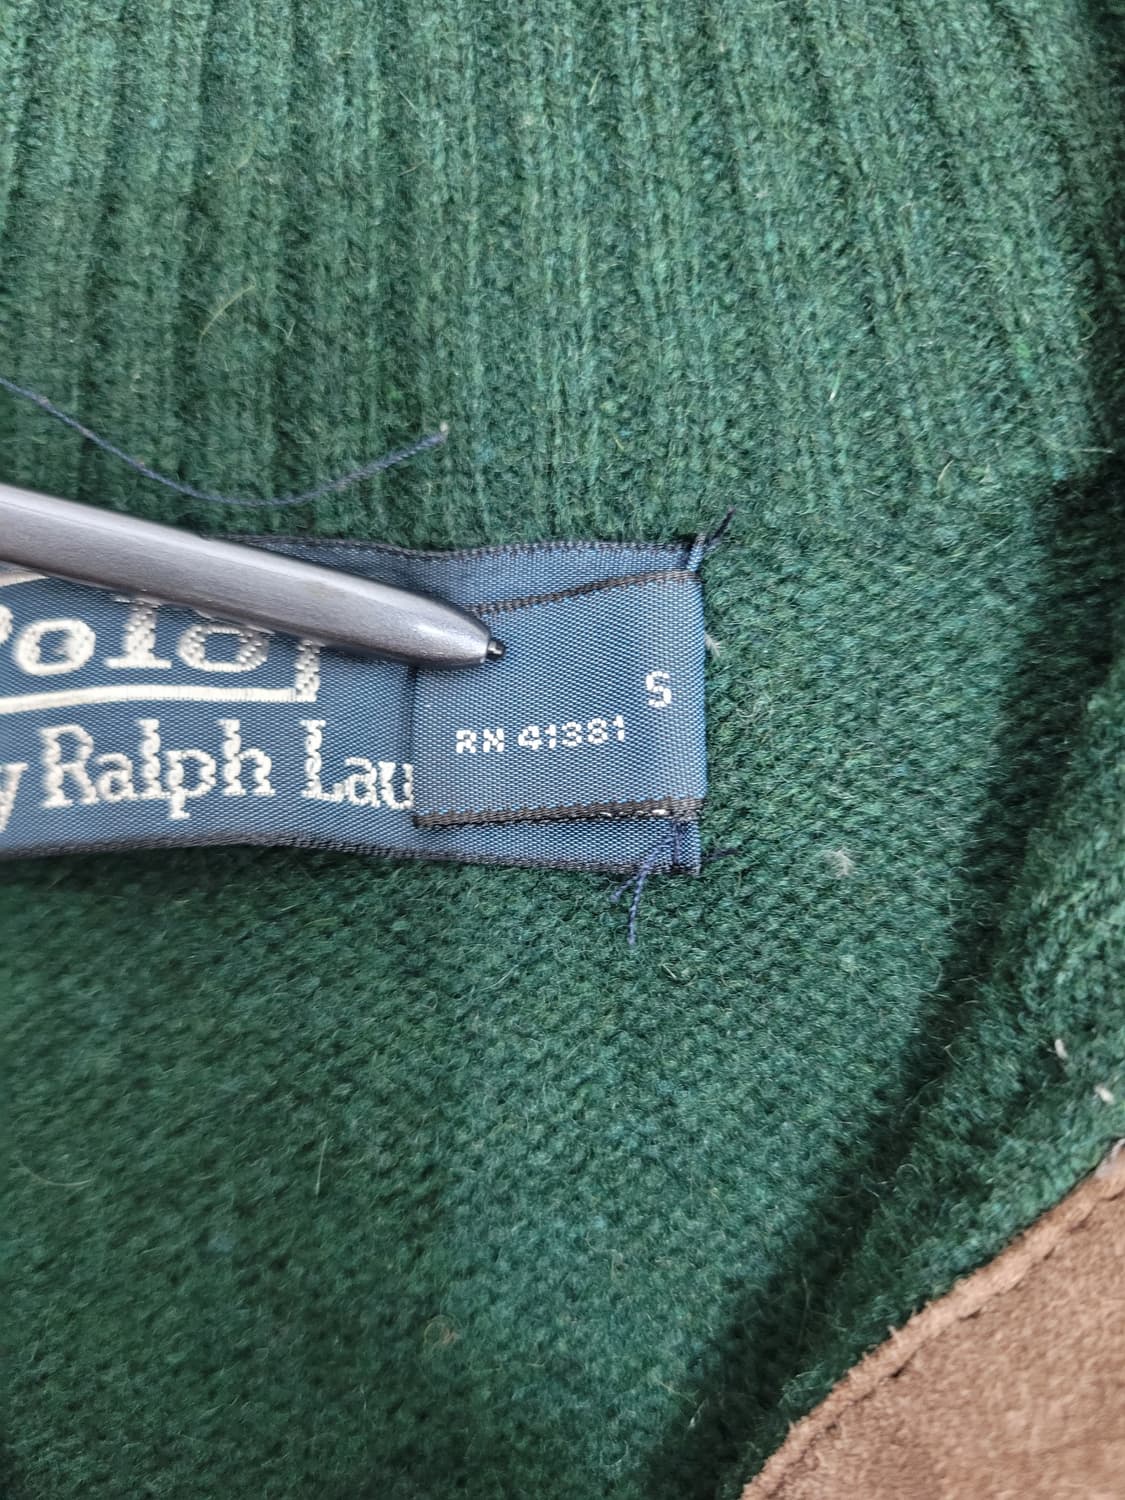 Polo
y Ralph Lau
S
RN 41381